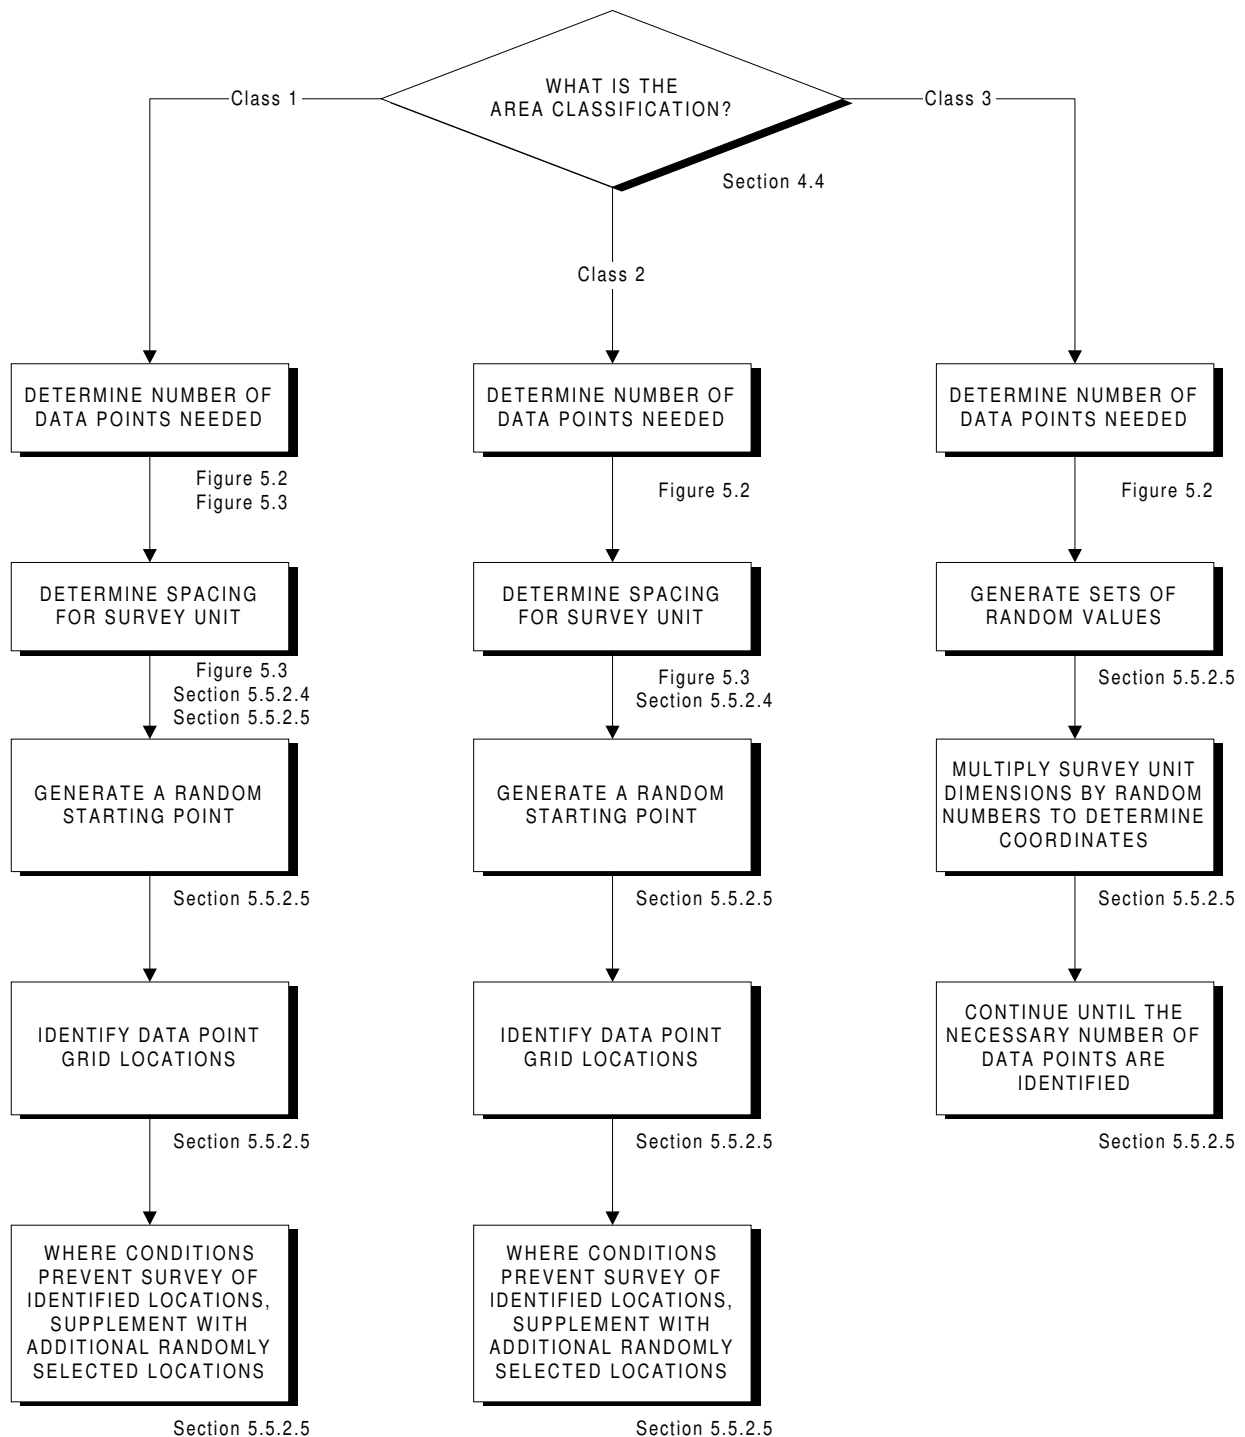 WHAT IS THE
AREA CLASSIFICATION?
Section 4.4
Class 1
Class 2
Class 3
DETERMINE NUMBER OF
DATA POINTS NEEDED
Figure 5.2
Figure 5.3
DETERMINE SPACING
FOR SURVEY UNIT
Figure 5.3
Section 5.5.2.4
Section 5.5.2.5
GENERATE A RANDOM
STARTING POINT
Section 5.5.2.5
IDENTIFY DATA POINT
GRID LOCATIONS
Section 5.5.2.5
WHERE CONDITIONS
PREVENT SURVEY OF
IDENTIFIED LOCATIONS,
SUPPLEMENT WITH
ADDITIONAL RANDOMLY
SELECTED LOCATIONS
Section 5.5.2.5
DETERMINE NUMBER OF
DATA POINTS NEEDED
Figure 5.2
DETERMINE SPACING
FOR SURVEY UNIT
Figure 5.3
Section 5.5.2.4
GENERATE A RANDOM
STARTING POINT
Section 5.5.2.5
IDENTIFY DATA POINT
GRID LOCATIONS
Section 5.5.2.5
WHERE CONDITIONS
PREVENT SURVEY OF
IDENTIFIED LOCATIONS,
SUPPLEMENT WITH
ADDITIONAL RANDOMLY
SELECTED LOCATIONS
Section 5.5.2.5
DETERMINE NUMBER OF
DATA POINTS NEEDED
Figure 5.2
GENERATE SETS OF
RANDOM VALUES
Section 5.5.2.5
MULTIPLY SURVEY UNIT
DIMENSIONS BY RANDOM
NUMBERS TO DETERMINE
COORDINATES
Section 5.5.2.5
CONTINUE UNTIL THE
NECESSARY NUMBER OF
DATA POINTS ARE
IDENTIFIED
Section 5.5.2.5